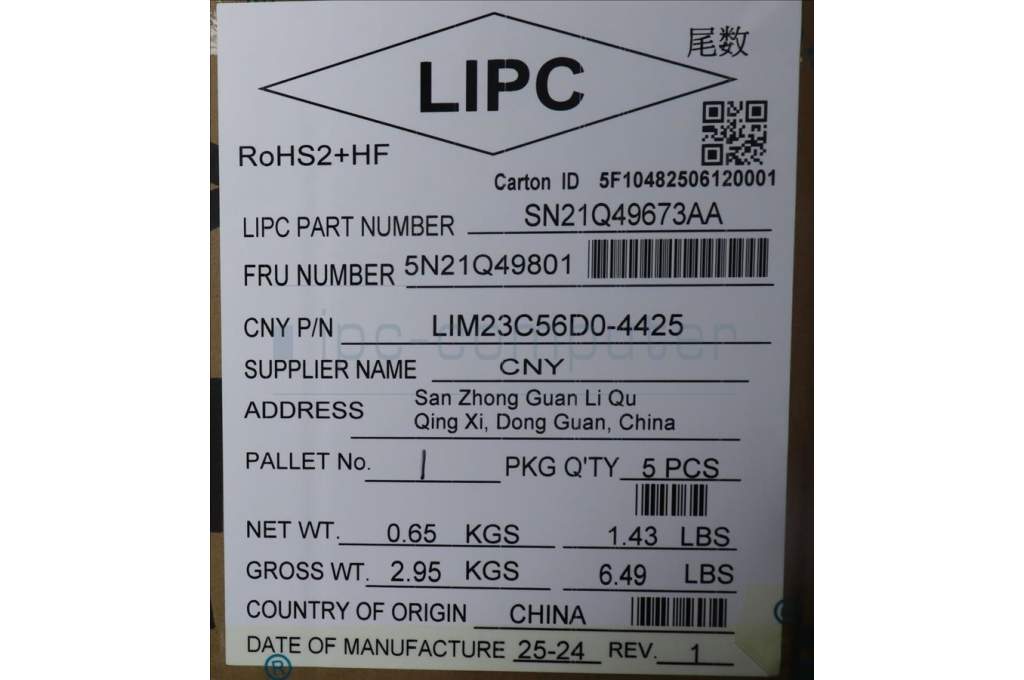 尾数
LIPC
RoHS2+HF
Carton ID 5F10482506120001
LIPC PART NUMBER SN21Q49673AA
FRU NUMBER 5N21Q49801
CNY P/N LIM23C56D0-4425
ipc-computer
SUPPLIER NAME CNY
ADDRESS San Zhong Guan Li Qu
Qing Xi, Dong Guan, China
PALLET No. 1 PKG Q'TY 5 PCS
NET WT. 0.65 KGS 1.43 LBS
GROSS WT. 2.95 KGS 6.49 LBS
COUNTRY OF ORIGIN CHINA
DATE OF MANUFACTURE 25-24 REV. 1
®